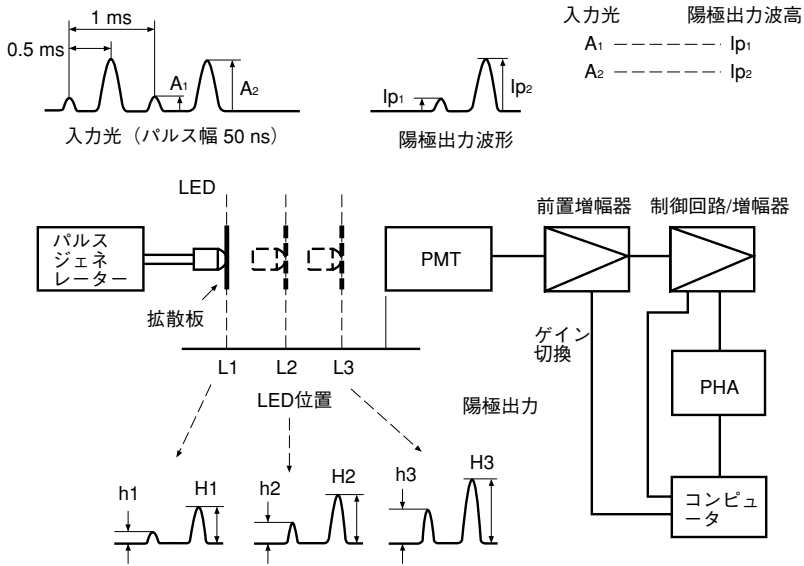 1 ms
0.5 ms
A1
A2
入力光（パルス幅 50 ns）
Ip1
Ip2
陽極出力波形
入力光 陽極出力波高
A1 Ip1
A2 Ip2
LED
パルス
ジェネ
レーター
拡散板
PMT
前置増幅器
制御回路/増幅器
ゲイン
切換
PHA
コンピュ
ータ
L1 L2 L3
LED位置
陽極出力
h1 H1
h2 H2
h3 H3